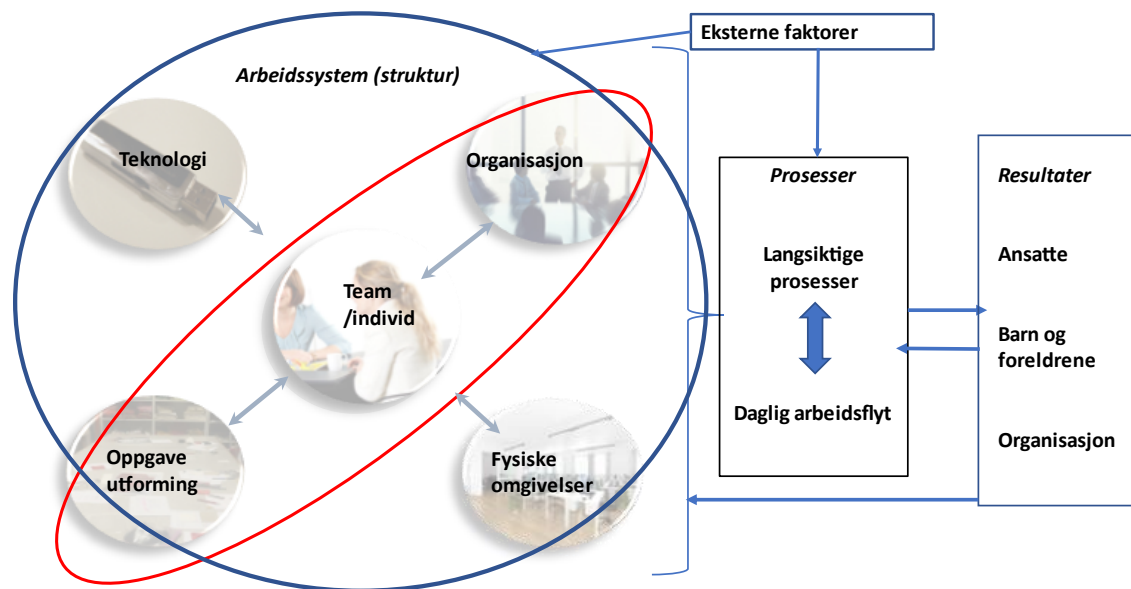 Eksterne faktorer
Arbeidssystem (struktur)
Teknologi
Organisasjon
Team
/individ
Oppgave
utforming
Fysiske
omgivelser
Prosesser
Langsiktige
prosesser
Daglig arbeidsflyt
Resultater
Ansatte
Barn og
foreldrene
Organisasjon